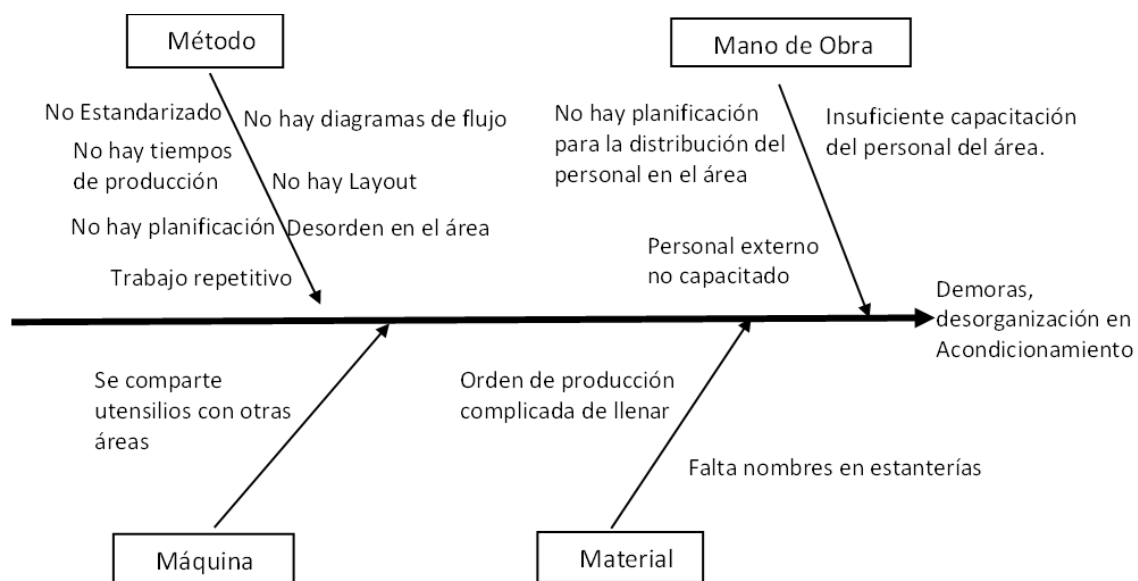 Método
Mano de Obra
No Estandarizado
No hay diagramas de flujo
No hay tiempos
de producción
No hay Layout
No hay planificación
Desorden en el área
Trabajo repetitivo
No hay planificación
para la distribución del
personal en el área
Insuficiente capacitación
del personal del área.
Personal externo
no capacitado
Demoras,
desorganización en
Acondicionamiento
Se comparte
utensilios con otras
áreas
Orden de producción
complicada de llenar
Falta nombres en estanterías
Máquina
Material